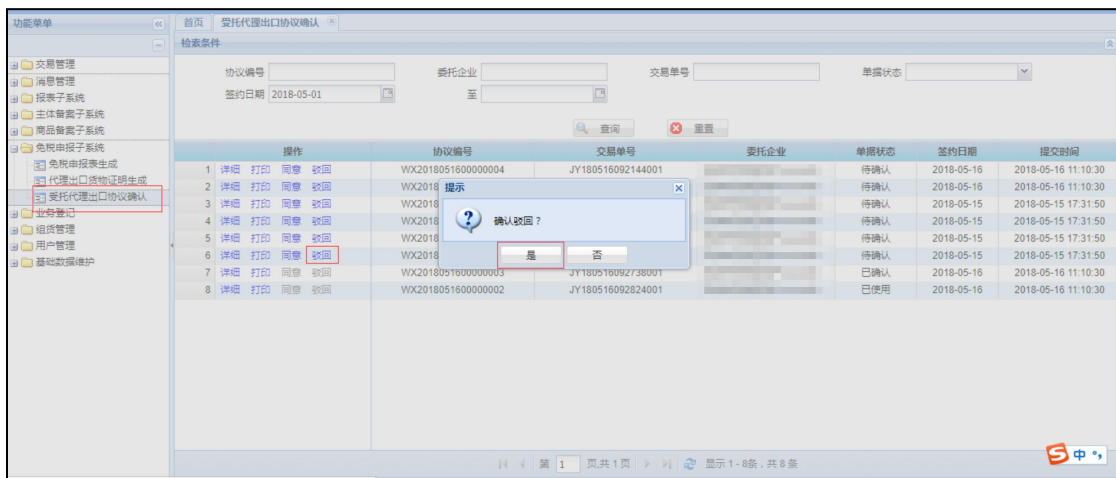 功能菜单
首页 受托代理出口协议确认
检索条件
交易管理
消息管理
报表子系统
主体备案子系统
商品备案子系统
免税申报子系统
免税申报表生成
代理出口货物证明生成
受托代理出口协议确认
业务登记
组货管理
用户管理
基础数据维护
协议编号 委托企业 交易单号 单据状态
签约日期 2018-05-01 至
查询 重置
操作 协议编号 交易单号 委托企业 单据状态 签约日期 提交时间
1 详细 打印 同意 驳回 WX2018051600000004 JY180516092144001 待确认 2018-05-16 2018-05-16 11:10:30
2 详细 打印 同意 驳回 WX2018 待确认 2018-05-16 2018-05-16 11:10:30
3 详细 打印 同意 驳回 WX2018 待确认 2018-05-15 2018-05-15 17:31:50
4 详细 打印 同意 驳回 WX2018 待确认 2018-05-15 2018-05-15 17:31:50
5 详细 打印 同意 驳回 WX2018 待确认 2018-05-15 2018-05-15 17:31:50
6 详细 打印 同意 驳回 WX2018 待确认 2018-05-15 2018-05-15 17:31:50
7 详细 打印 同意 驳回 WX2018051600000003 JY180516092738001 已确认 2018-05-16 2018-05-16 11:10:30
8 详细 打印 同意 驳回 WX2018051600000002 JY180516092824001 已使用 2018-05-16 2018-05-16 11:10:30
提示
确认驳回？
是 否
第 1 页,共 1 页 显示 1 - 8条，共 8 条
中